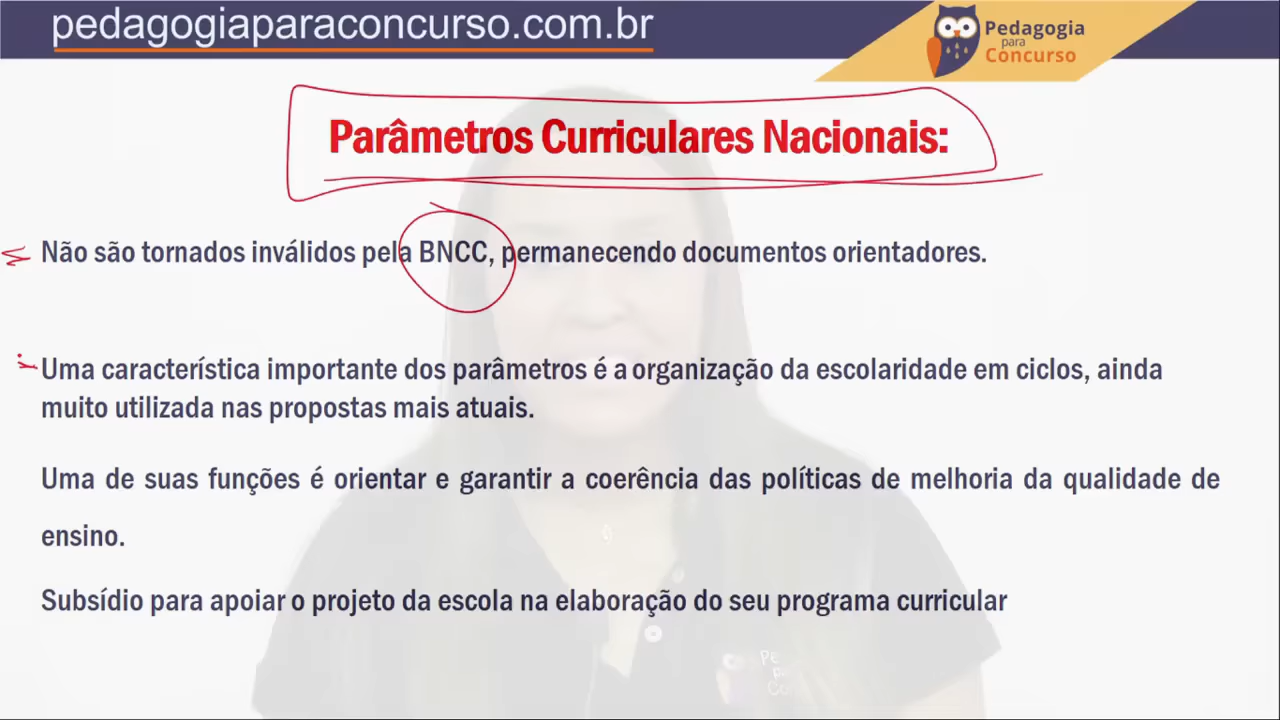 pedagogiaparaconcurso.com.br
Pedagogia
para
Concurso
Parâmetros Curriculares Nacionais:
Não são tornados inválidos pela BNCC, permanecendo documentos orientadores.
Uma característica importante dos parâmetros é a organização da escolaridade em ciclos, ainda
muito utilizada nas propostas mais atuais.
Uma de suas funções é orientar e garantir a coerência das políticas de melhoria da qualidade de
ensino.
Subsídio para apoiar o projeto da escola na elaboração do seu programa curricular